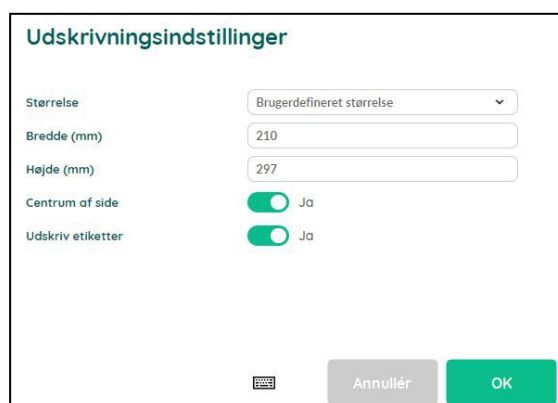 Udskrivningsindstillinger
Størrelse Brugerdefineret størrelse
Bredde (mm) 210
Højde (mm) 297
Centrum af side Ja
Udskriv etiketter Ja
Annullér OK